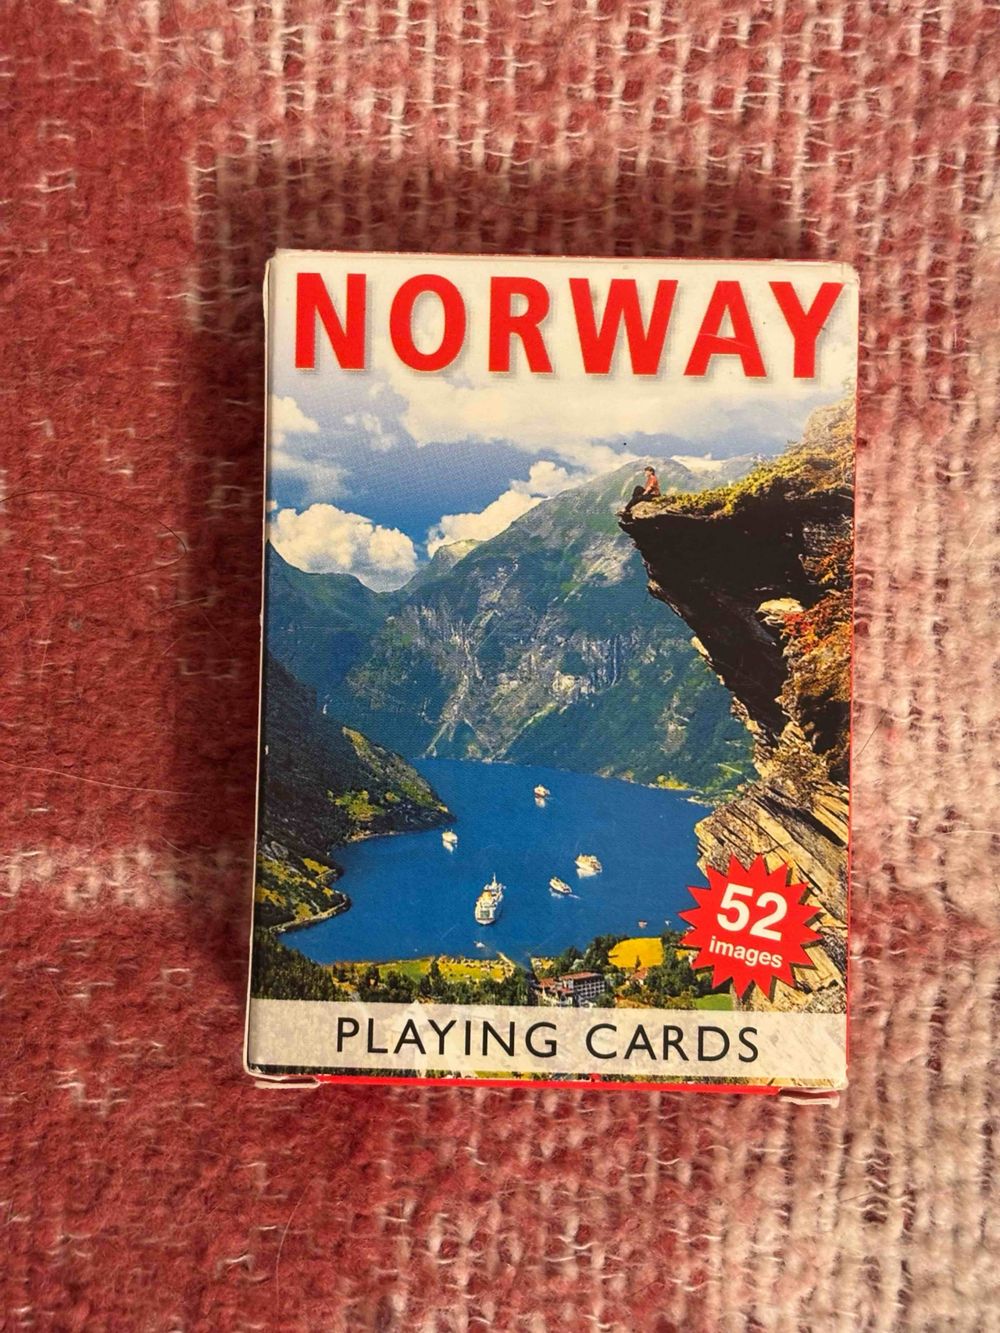 NORWAY
52
images
PLAYING CARDS